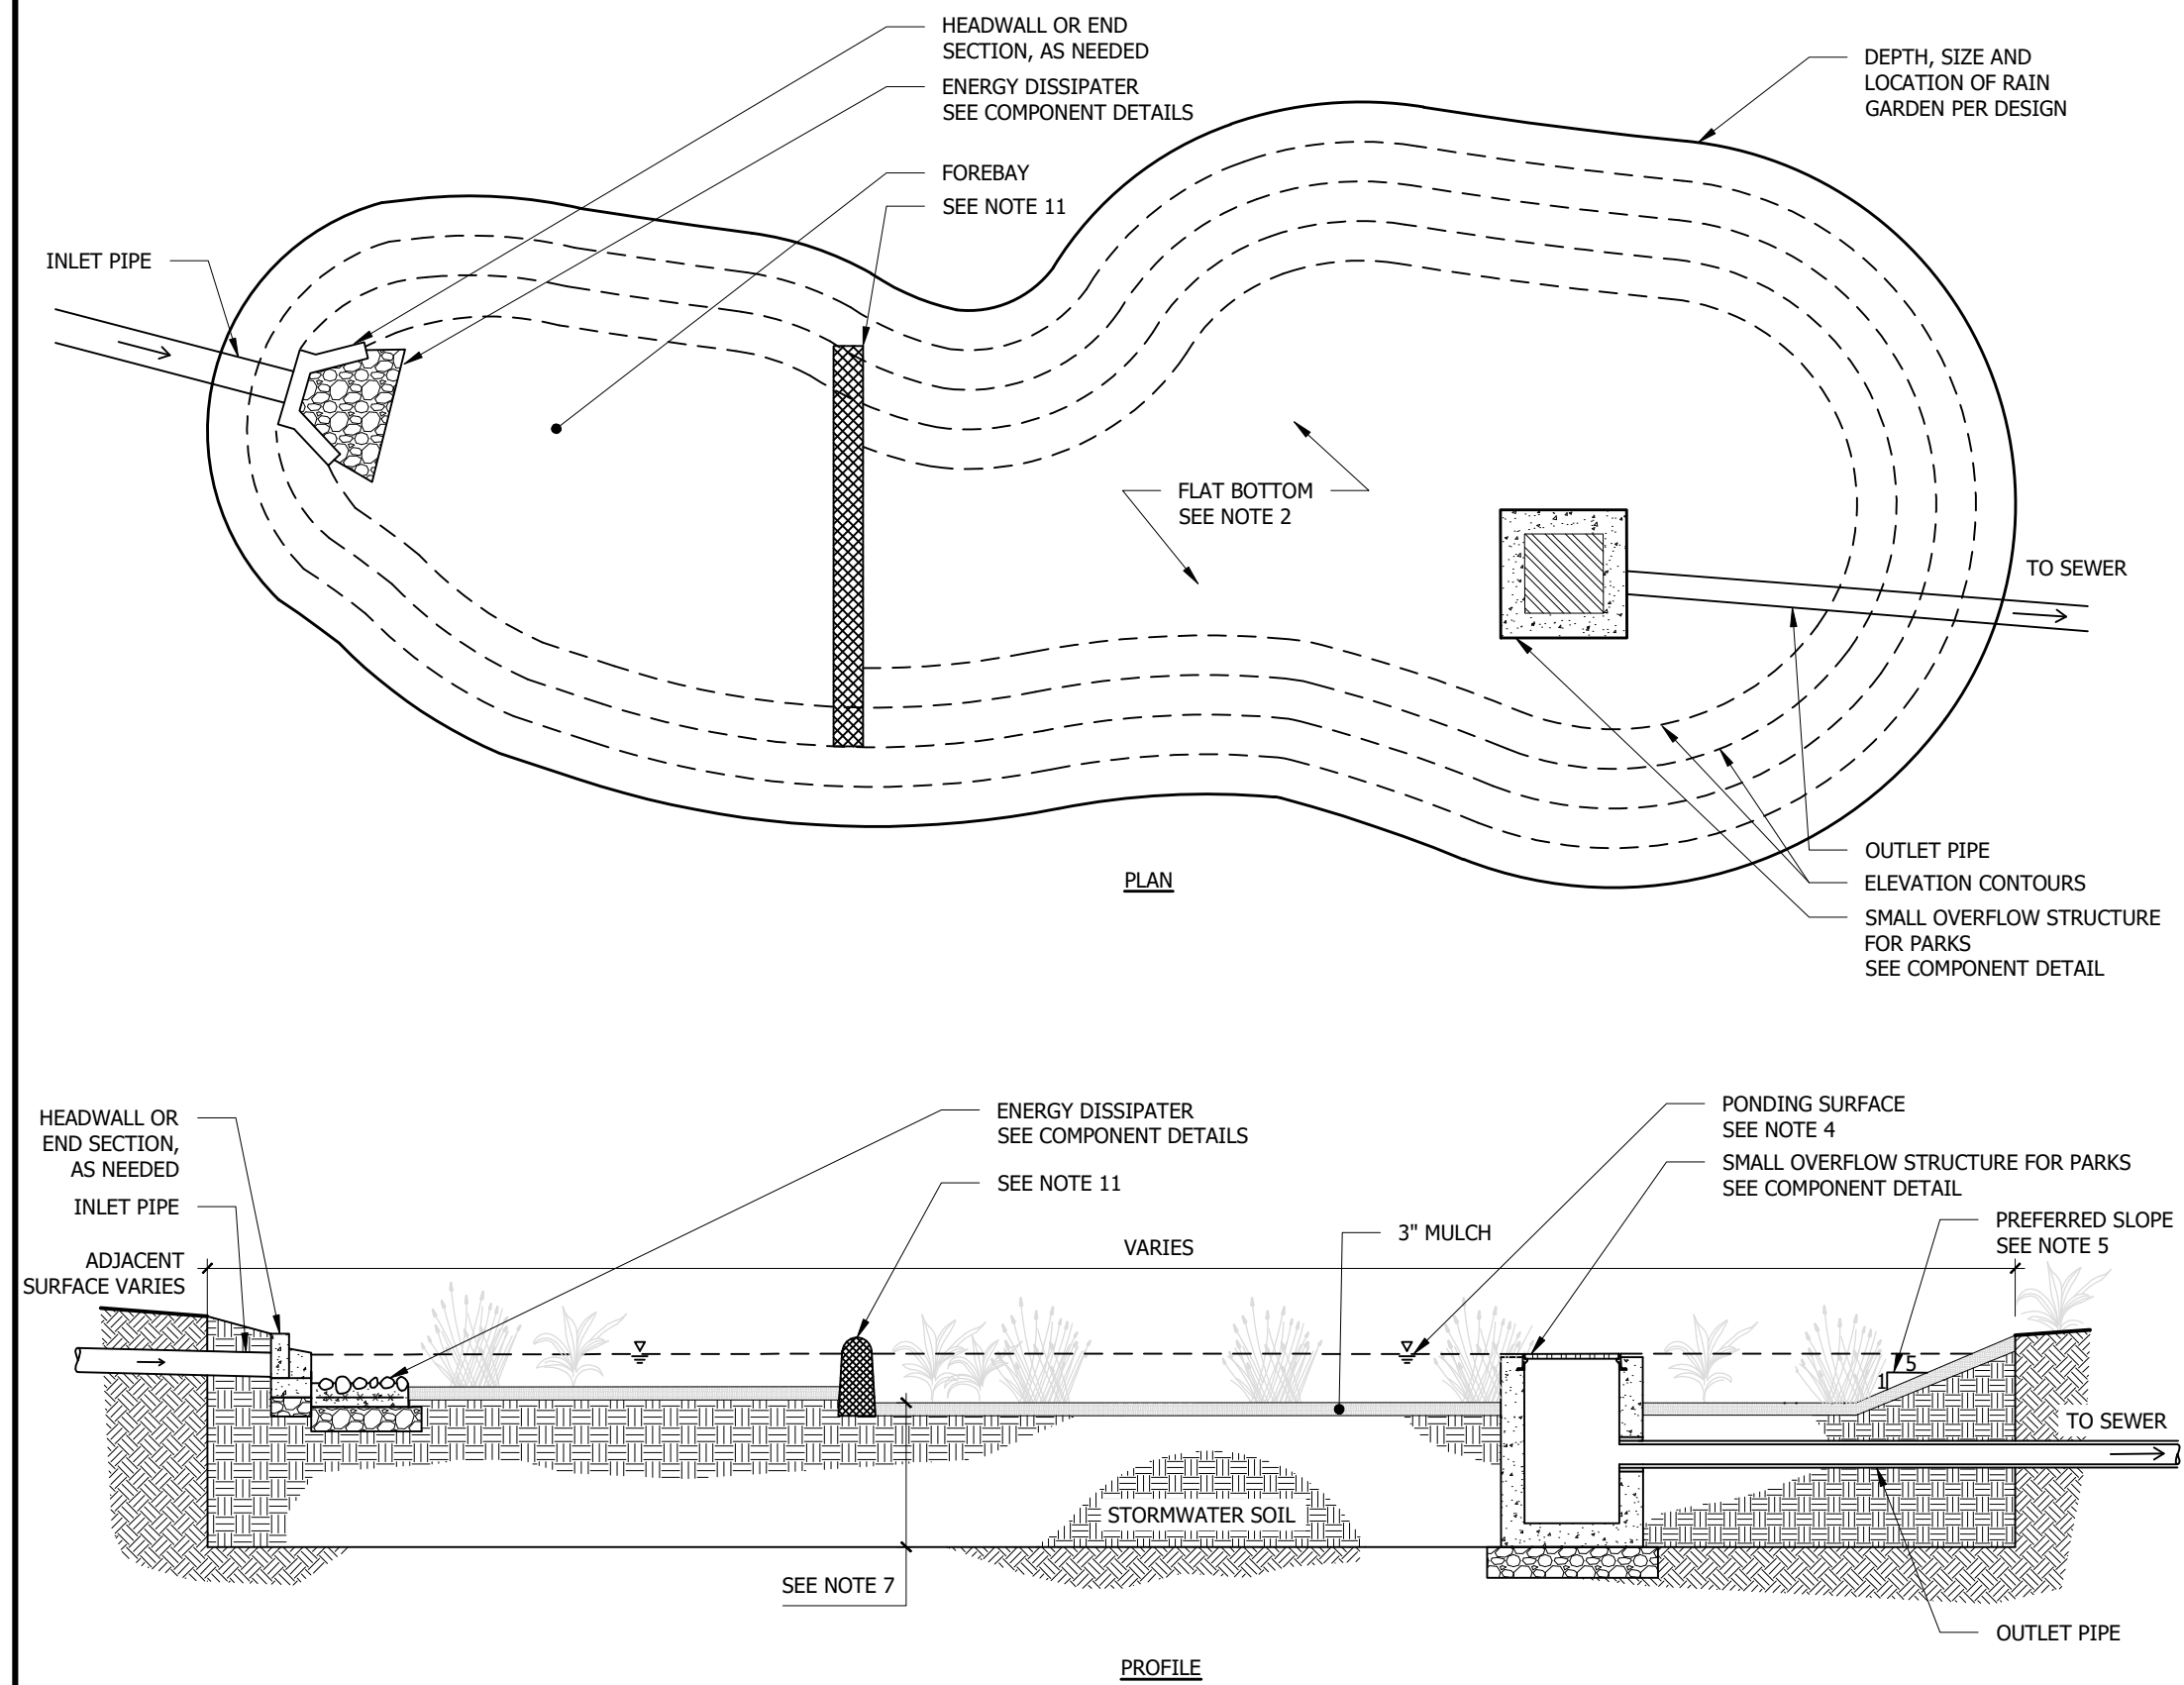 HEADWALL OR END
SECTION, AS NEEDED
ENERGY DISSIPATER
SEE COMPONENT DETAILS
FOREBAY
SEE NOTE 11
DEPTH, SIZE AND
LOCATION OF RAIN
GARDEN PER DESIGN
INLET PIPE
FLAT BOTTOM
SEE NOTE 2
TO SEWER
OUTLET PIPE
ELEVATION CONTOURS
SMALL OVERFLOW STRUCTURE
FOR PARKS
SEE COMPONENT DETAIL
PLAN
HEADWALL OR
END SECTION,
AS NEEDED
INLET PIPE
ADJACENT
SURFACE VARIES
ENERGY DISSIPATER
SEE COMPONENT DETAILS
SEE NOTE 11
VARIES
3" MULCH
PONDING SURFACE
SEE NOTE 4
SMALL OVERFLOW STRUCTURE FOR PARKS
SEE COMPONENT DETAIL
PREFERRED SLOPE
SEE NOTE 5
5
1
TO SEWER
STORMWATER SOIL
SEE NOTE 7
OUTLET PIPE
PROFILE